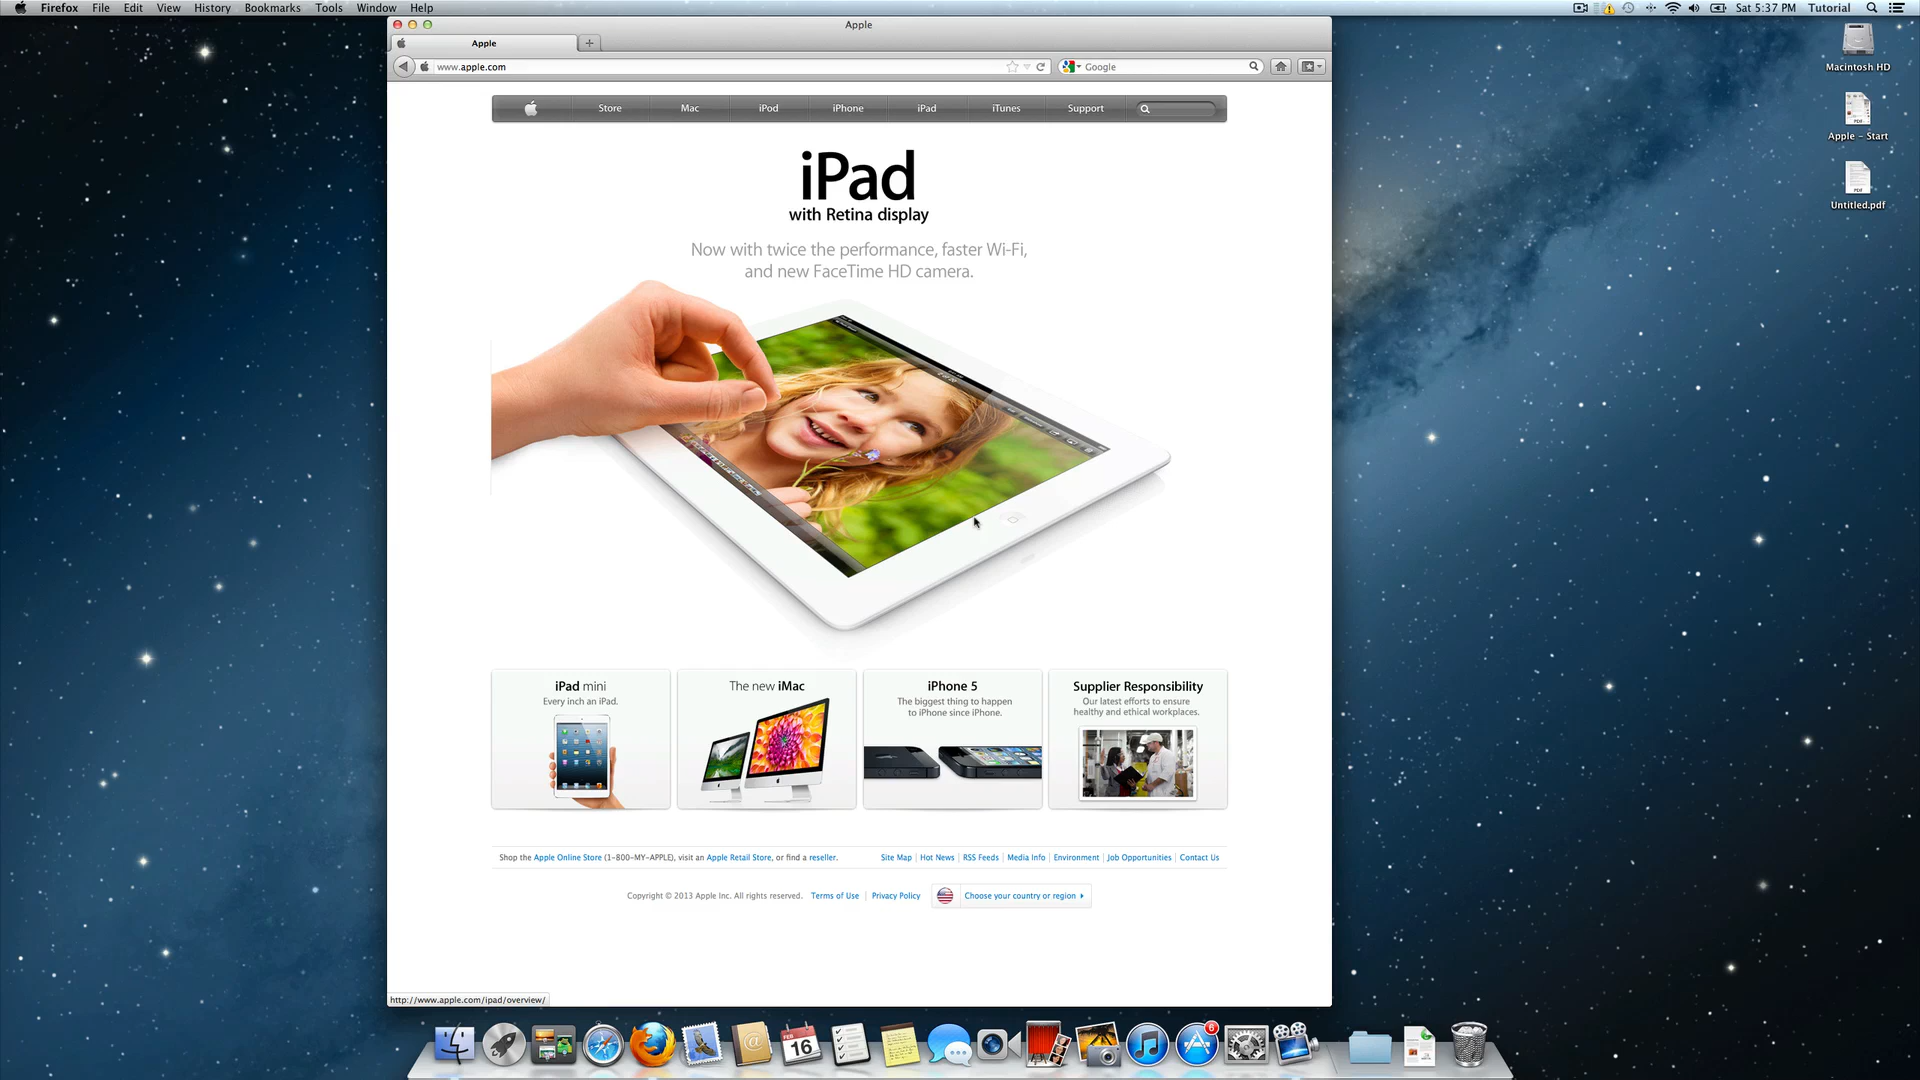 Firefox File Edit View History Bookmarks Tools Window Help
Sat 5:37 PM Tutorial
Apple
Apple
www.apple.com
Google
Store Mac iPod iPhone iPad iTunes Support
iPad
with Retina display
Now with twice the performance, faster Wi-Fi,
and new FaceTime HD camera.
iPad mini
Every inch an iPad.
The new iMac
iPhone 5
The biggest thing to happen
to iPhone since iPhone.
Supplier Responsibility
Our latest efforts to ensure
healthy and ethical workplaces.
Shop the Apple Online Store (1-800-MY-APPLE), visit an Apple Retail Store, or find a reseller.
Site Map | Hot News | RSS Feeds | Media Info | Environment | Job Opportunities | Contact Us
Copyright © 2013 Apple Inc. All rights reserved. Terms of Use | Privacy Policy
Choose your country or region
http://www.apple.com/ipad/overview/
Macintosh HD
PDF
Apple - Start
PDF
Untitled.pdf
FEB
16
6